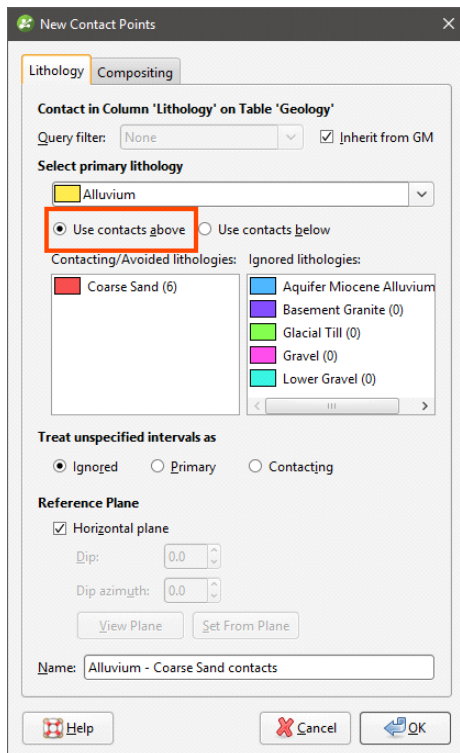 New Contact Points
Lithology Compositing
Contact in Column 'Lithology' on Table 'Geology'
Query filter: None Inherit from GM
Select primary lithology
Alluvium
Use contacts above Use contacts below
Contacting/Avoided lithologies: Ignored lithologies:
Coarse Sand (6) Aquifer Miocene Alluvium
Basement Granite (0)
Glacial Till (0)
Gravel (0)
Lower Gravel (0)
Treat unspecified intervals as
Ignored Primary Contacting
Reference Plane
Horizontal plane
Dip: 0.0
Dip azimuth: 0.0
View Plane Set From Plane
Name: Alluvium - Coarse Sand contacts
Help Cancel OK